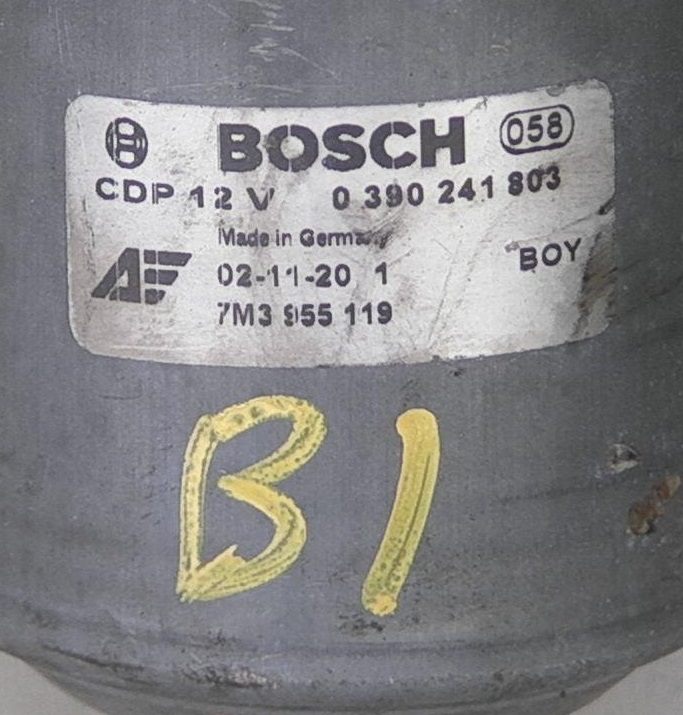 BOSCH 058
CDP 12 V 0 390 241 803
Made in Germany
AF 02-11-20 1 BOY
7M3 955 119
B1